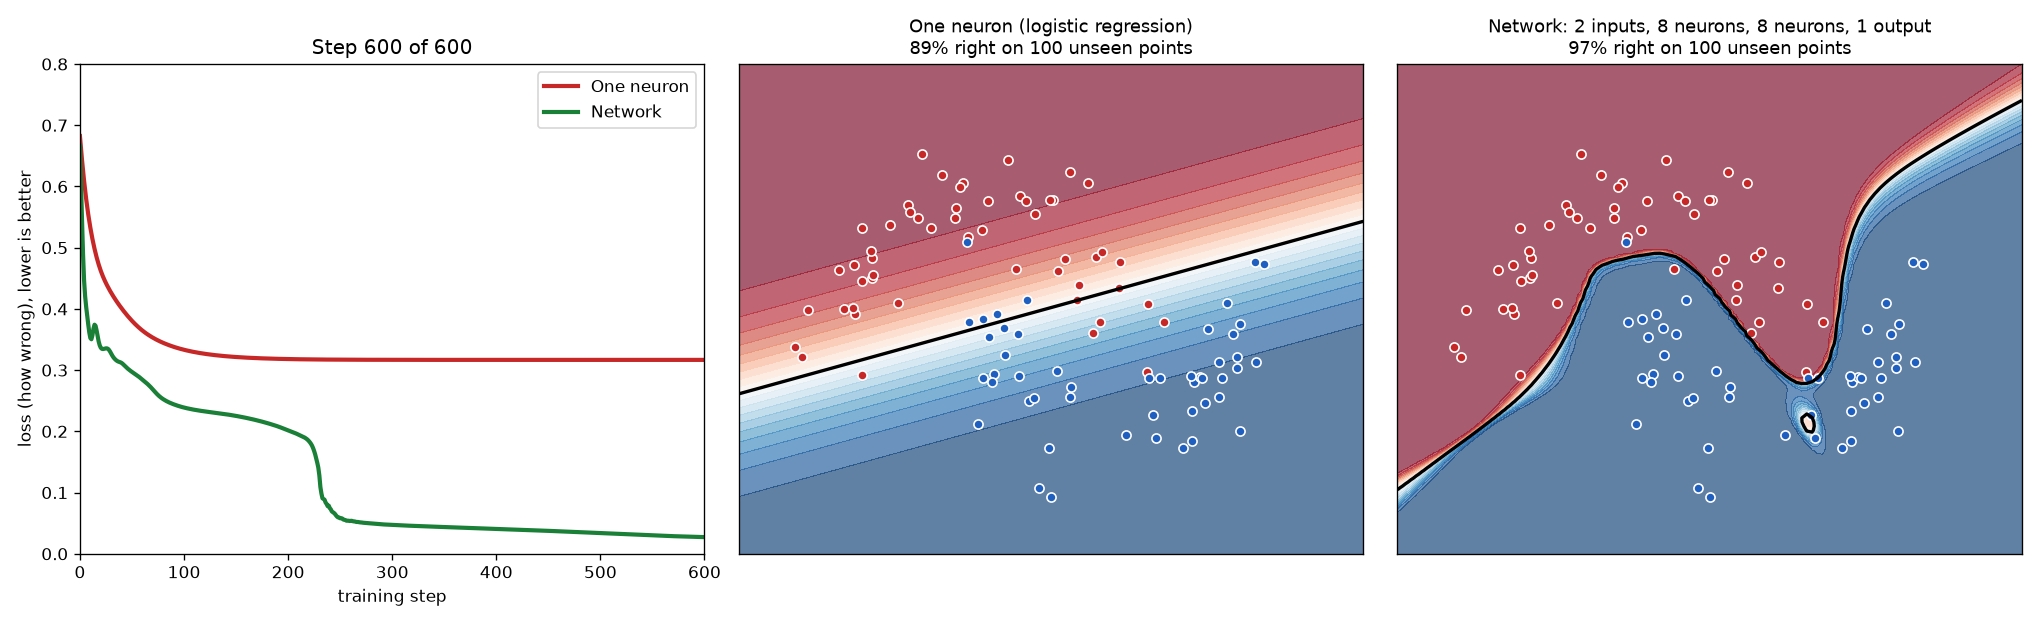 Step 600 of 600
loss (how wrong), lower is better
0.8
0.7
0.6
0.5
0.4
0.3
0.2
0.1
0.0
0
100
200
300
400
500
600
training step
One neuron
Network
One neuron (logistic regression)
89% right on 100 unseen points
Network: 2 inputs, 8 neurons, 8 neurons, 1 output
97% right on 100 unseen points